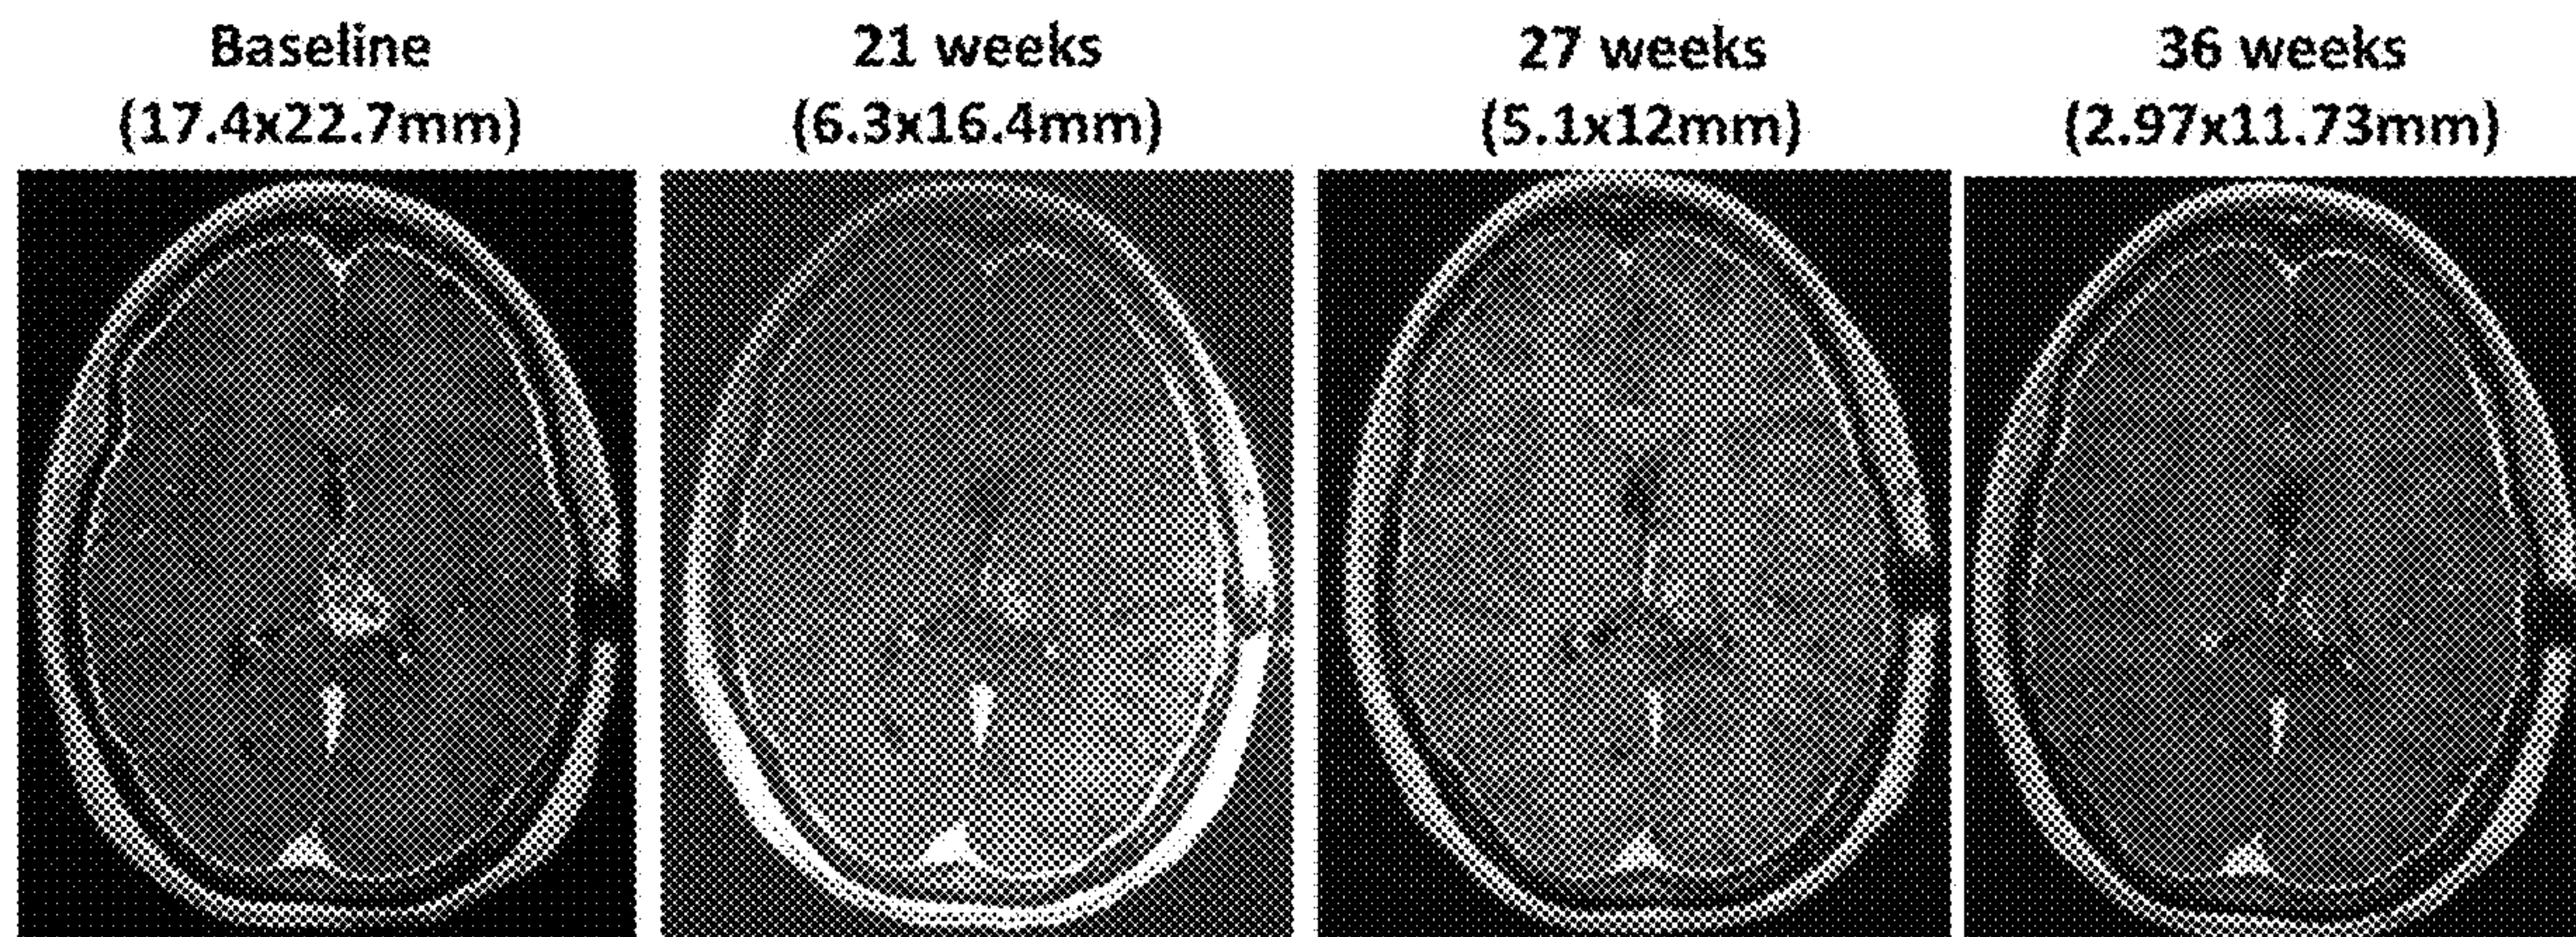 Baseline
(17.4x22.7mm)
21 weeks
(6.3x16.4mm)
27 weeks
(5.1x12mm)
36 weeks
(2.97x11.73mm)